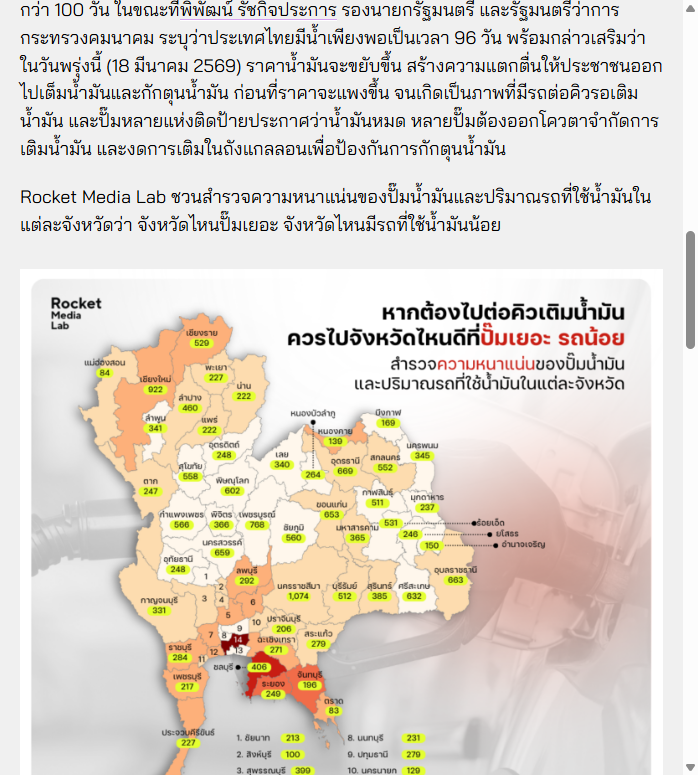 กว่า 100 วัน ในขณะที่พิพัฒน์ รัชกิจประการ รองนายกรัฐมนตรี และรัฐมนตรีว่าการ
กระทรวงคมนาคม ระบุว่าประเทศไทยมีน้ำเพียงพอเป็นเวลา 96 วัน พร้อมกล่าวเสริมว่า
ในวันพรุ่งนี้ (18 มีนาคม 2569) ราคาน้ำมันจะขยับขึ้น สร้างความแตกตื่นให้ประชาชนออก
ไปเติมน้ำมันและกักตุนน้ำมัน ก่อนที่ราคาจะแพงขึ้น จนเกิดเป็นภาพที่มีรถต่อคิวรอเติม
น้ำมัน และปั๊มหลายแห่งติดป้ายประกาศว่าน้ำมันหมด หลายปั๊มต้องออกโควตาจำกัดการ
เติมน้ำมัน และงดการเติมในถังแกลลอนเพื่อป้องกันการกักตุนน้ำมัน
Rocket Media Lab ชวนสำรวจความหนาแน่นของปั๊มน้ำมันและปริมาณรถที่ใช้น้ำมันใน
แต่ละจังหวัดว่า จังหวัดไหนปั๊มเยอะ จังหวัดไหนมีรถที่ใช้น้ำมันน้อย
Rocket
Media
Lab
หากต้องไปต่อคิวเติมน้ำมัน
ควรไปจังหวัดไหนดีที่ปั๊มเยอะ รถน้อย
สำรวจความหนาแน่นของปั๊มน้ำมัน
และปริมาณรถที่ใช้น้ำมันในแต่ละจังหวัด
เชียงราย
529
แม่ฮ่องสอน
84
พะเยา
227
เชียงใหม่
922
น่าน
222
ลำปาง
460
ลำพูน
341
แพร่
222
หนองบัวลำภู
264
บึงกาฬ
169
หนองคาย
139
อุตรดิตถ์
248
เลย
340
อุดรธานี
669
สกลนคร
552
นครพนม
345
สุโขทัย
558
ตาก
247
พิษณุโลก
602
กาฬสินธุ์
511
มุกดาหาร
237
ขอนแก่น
653
กำแพงเพชร
566
พิจิตร
366
เพชรบูรณ์
768
ชัยภูมิ
560
มหาสารคาม
365
531
ร้อยเอ็ด
246
ยโสธร
150
อำนาจเจริญ
นครสวรรค์
659
อุทัยธานี
248
ลพบุรี
292
อุบลราชธานี
663
กาญจนบุรี
331
นครราชสีมา
1,074
บุรีรัมย์
512
สุรินทร์
385
ศรีสะเกษ
632
1
2
3
4
5
6
7
8
9
10
11
12
13
14
ปราจีนบุรี
206
สระแก้ว
279
ฉะเชิงเทรา
271
ราชบุรี
284
ชลบุรี
406
เพชรบุรี
217
ระยอง
249
จันทบุรี
196
ตราด
83
ประจวบคีรีขันธ์
227
1. ชัยนาท 213
8. นนทบุรี 231
2. สิงห์บุรี 100
9. ปทุมธานี 279
3. สุพรรณบุรี 399
10. นครนายก 129